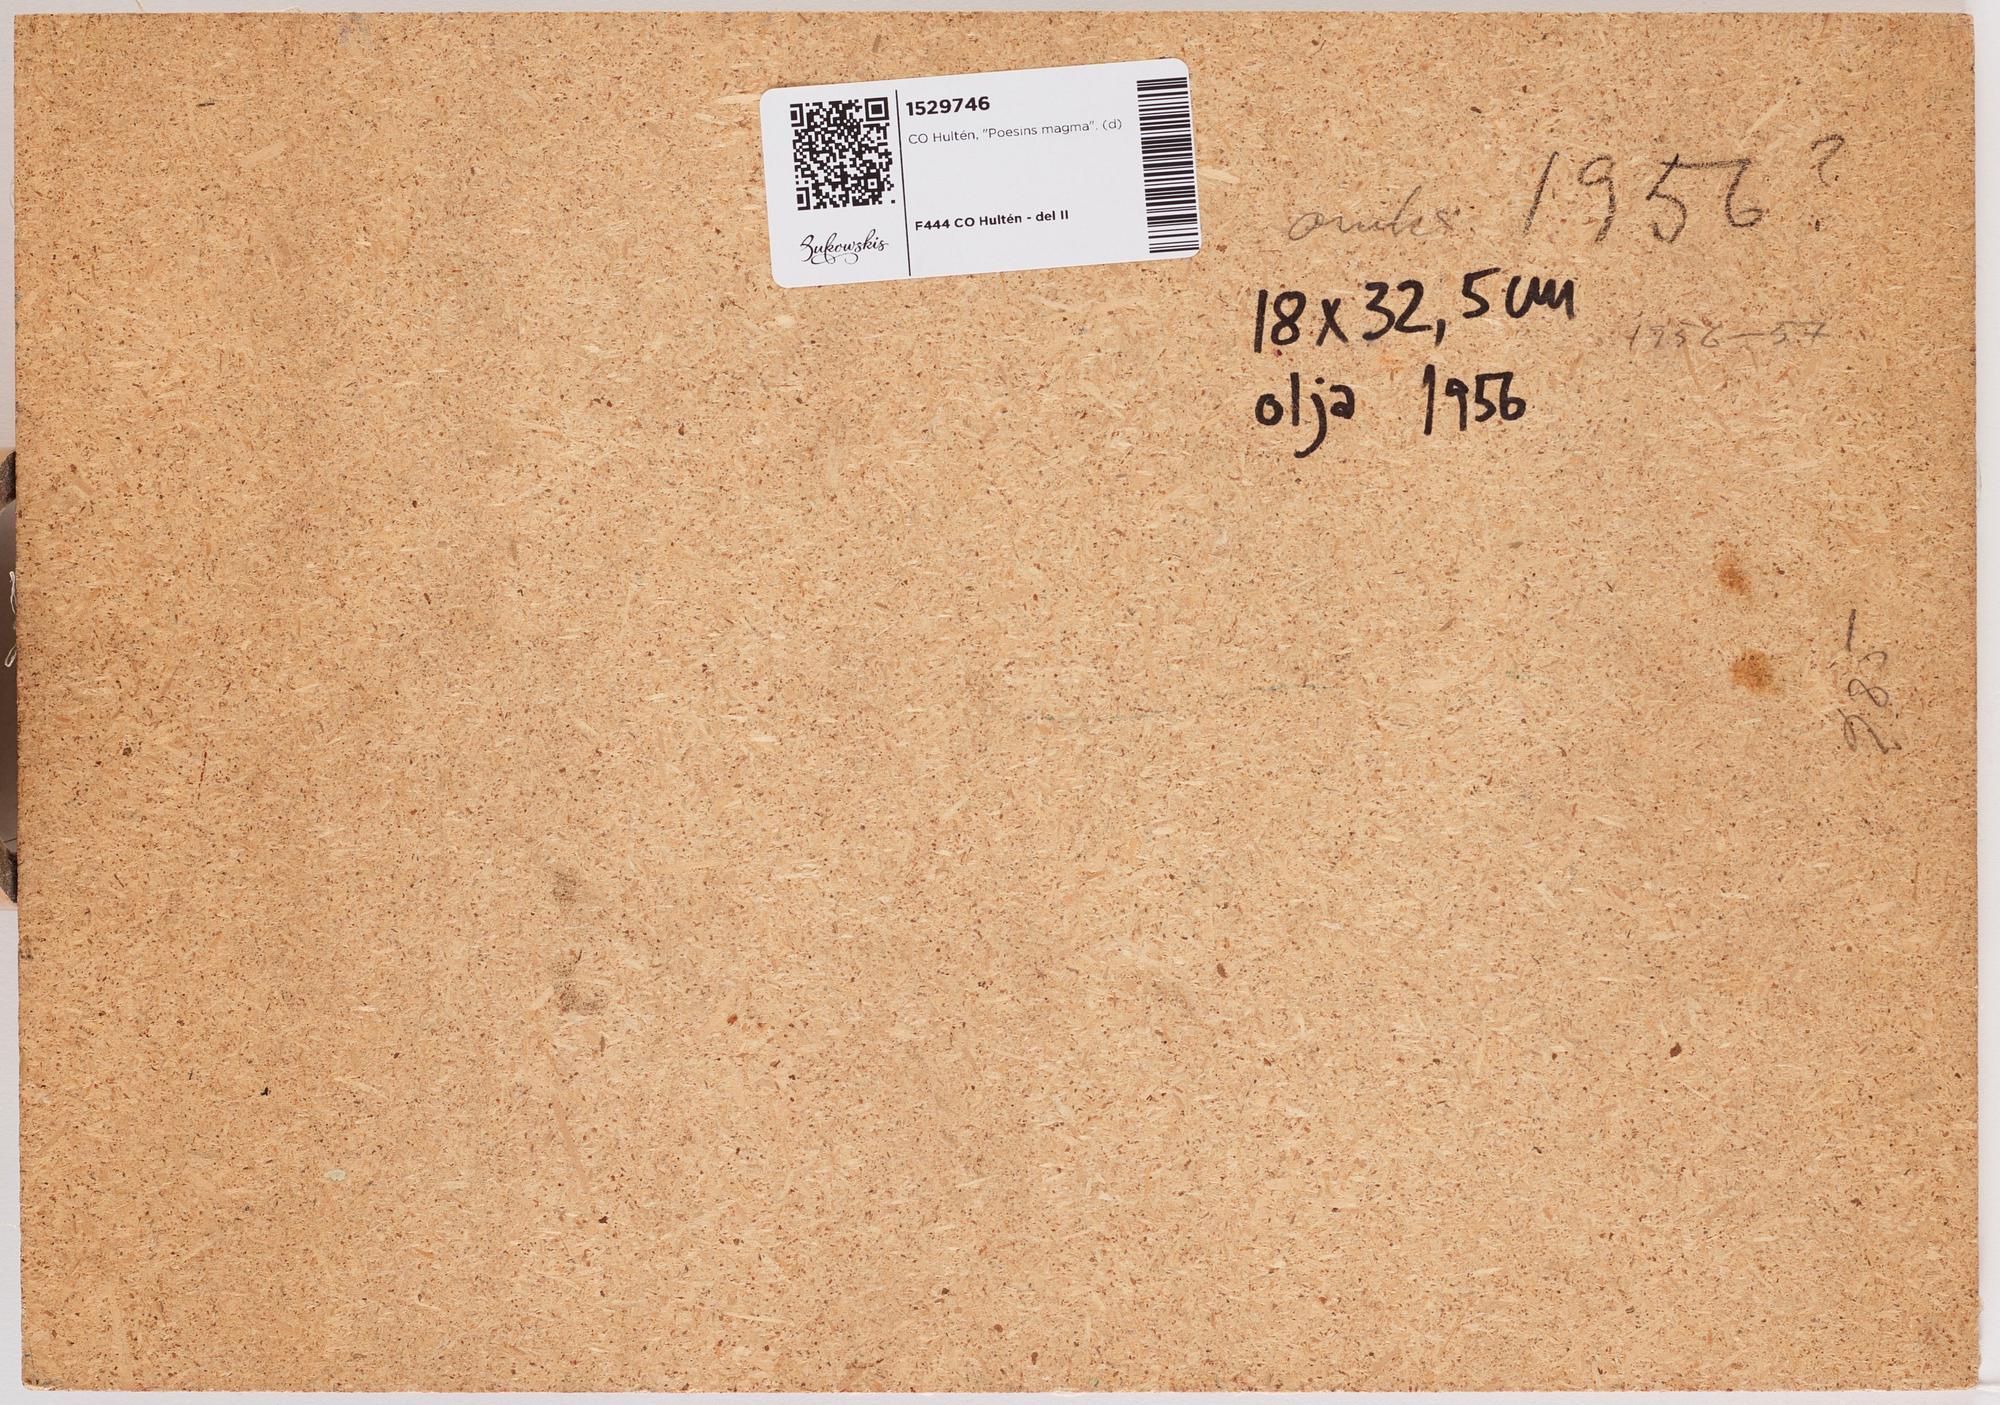 1529746
CO Hultén, "Poesins magma". (d)
F444 CO Hultén - del II
Bukowskis
1956?
18 x 32,5 cm
1956-57
olja 1956